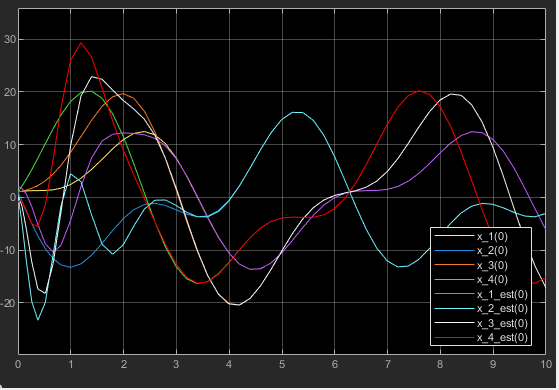 30
20
10
0
-10
-20
0 1 2 3 4 5 6 7 8 9 10
x_1(0)
x_2(0)
x_3(0)
x_4(0)
x_1_est(0)
x_2_est(0)
x_3_est(0)
x_4_est(0)